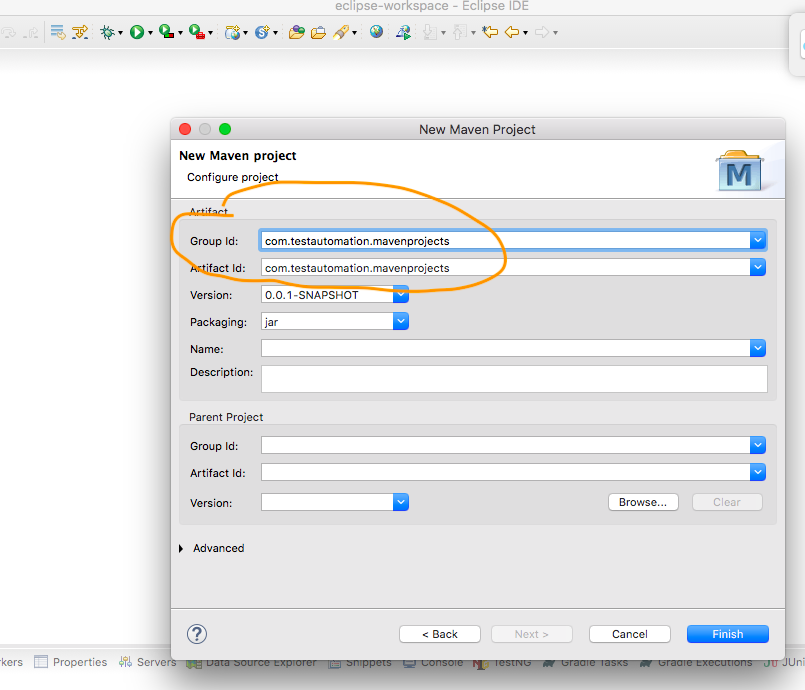 eclipse-workspace - Eclipse IDE
New Maven Project
New Maven project
Configure project
M
Artifact
Group Id: com.testautomation.mavenprojects
Artifact Id: com.testautomation.mavenprojects
Version: 0.0.1-SNAPSHOT
Packaging: jar
Name:
Description:
Parent Project
Group Id:
Artifact Id:
Version: Browse... Clear
Advanced
? < Back Next > Cancel Finish
kers Properties Servers Data Source Explorer Snippets Console TestNG Gradle Tasks Gradle Executions JUni